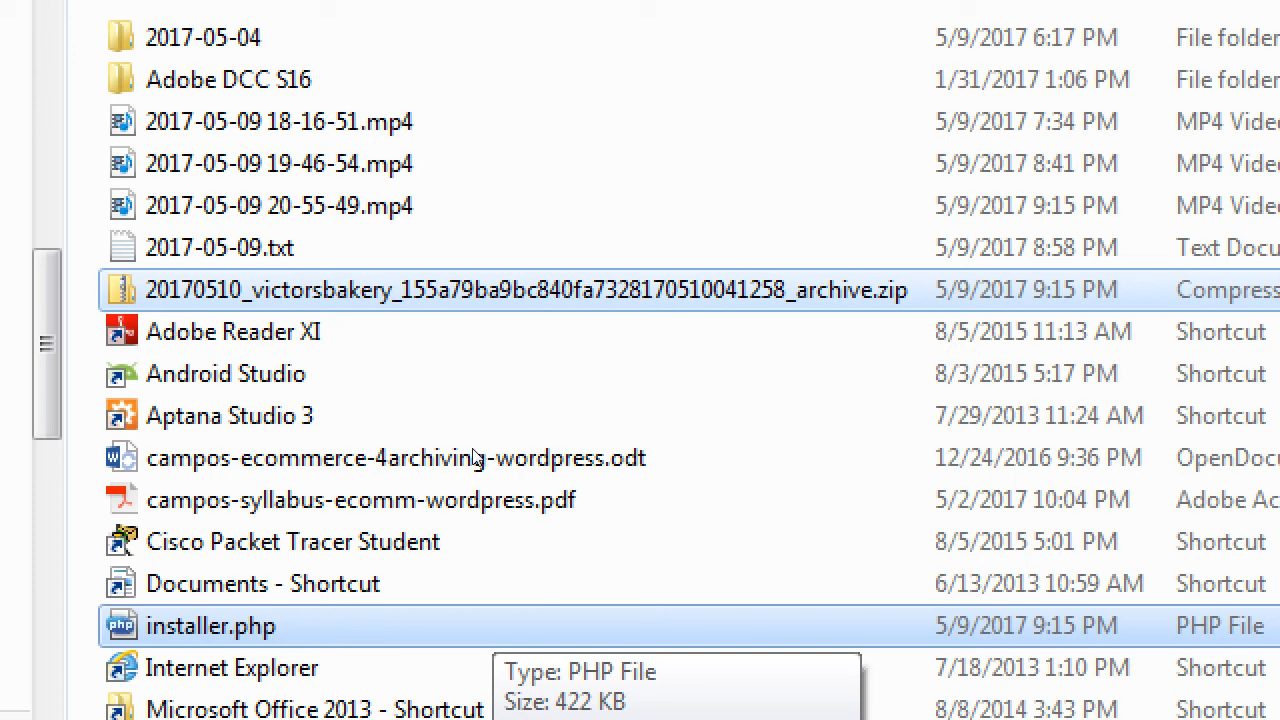 2017-05-04 5/9/2017 6:17 PM File folder
Adobe DCC S16 1/31/2017 1:06 PM File folder
2017-05-09 18-16-51.mp4 5/9/2017 7:34 PM MP4 Vide
2017-05-09 19-46-54.mp4 5/9/2017 8:41 PM MP4 Vide
2017-05-09 20-55-49.mp4 5/9/2017 9:15 PM MP4 Vide
2017-05-09.txt 5/9/2017 8:58 PM Text Docu
20170510_victorsbakery_155a79ba9bc840fa7328170510041258_archive.zip 5/9/2017 9:15 PM Compress
Adobe Reader XI 8/5/2015 11:13 AM Shortcut
Android Studio 8/3/2015 5:17 PM Shortcut
Aptana Studio 3 7/29/2013 11:24 AM Shortcut
campos-ecommerce-4archiving-wordpress.odt 12/24/2016 9:36 PM OpenDocu
campos-syllabus-ecomm-wordpress.pdf 5/2/2017 10:04 PM Adobe Ac
Cisco Packet Tracer Student 8/5/2015 5:01 PM Shortcut
Documents - Shortcut 6/13/2013 10:59 AM Shortcut
installer.php 5/9/2017 9:15 PM PHP File
Internet Explorer 7/18/2013 1:10 PM Shortcut
Type: PHP File
Size: 422 KB
Microsoft Office 2013 - Shortcut 8/8/2014 3:43 PM Shortcut